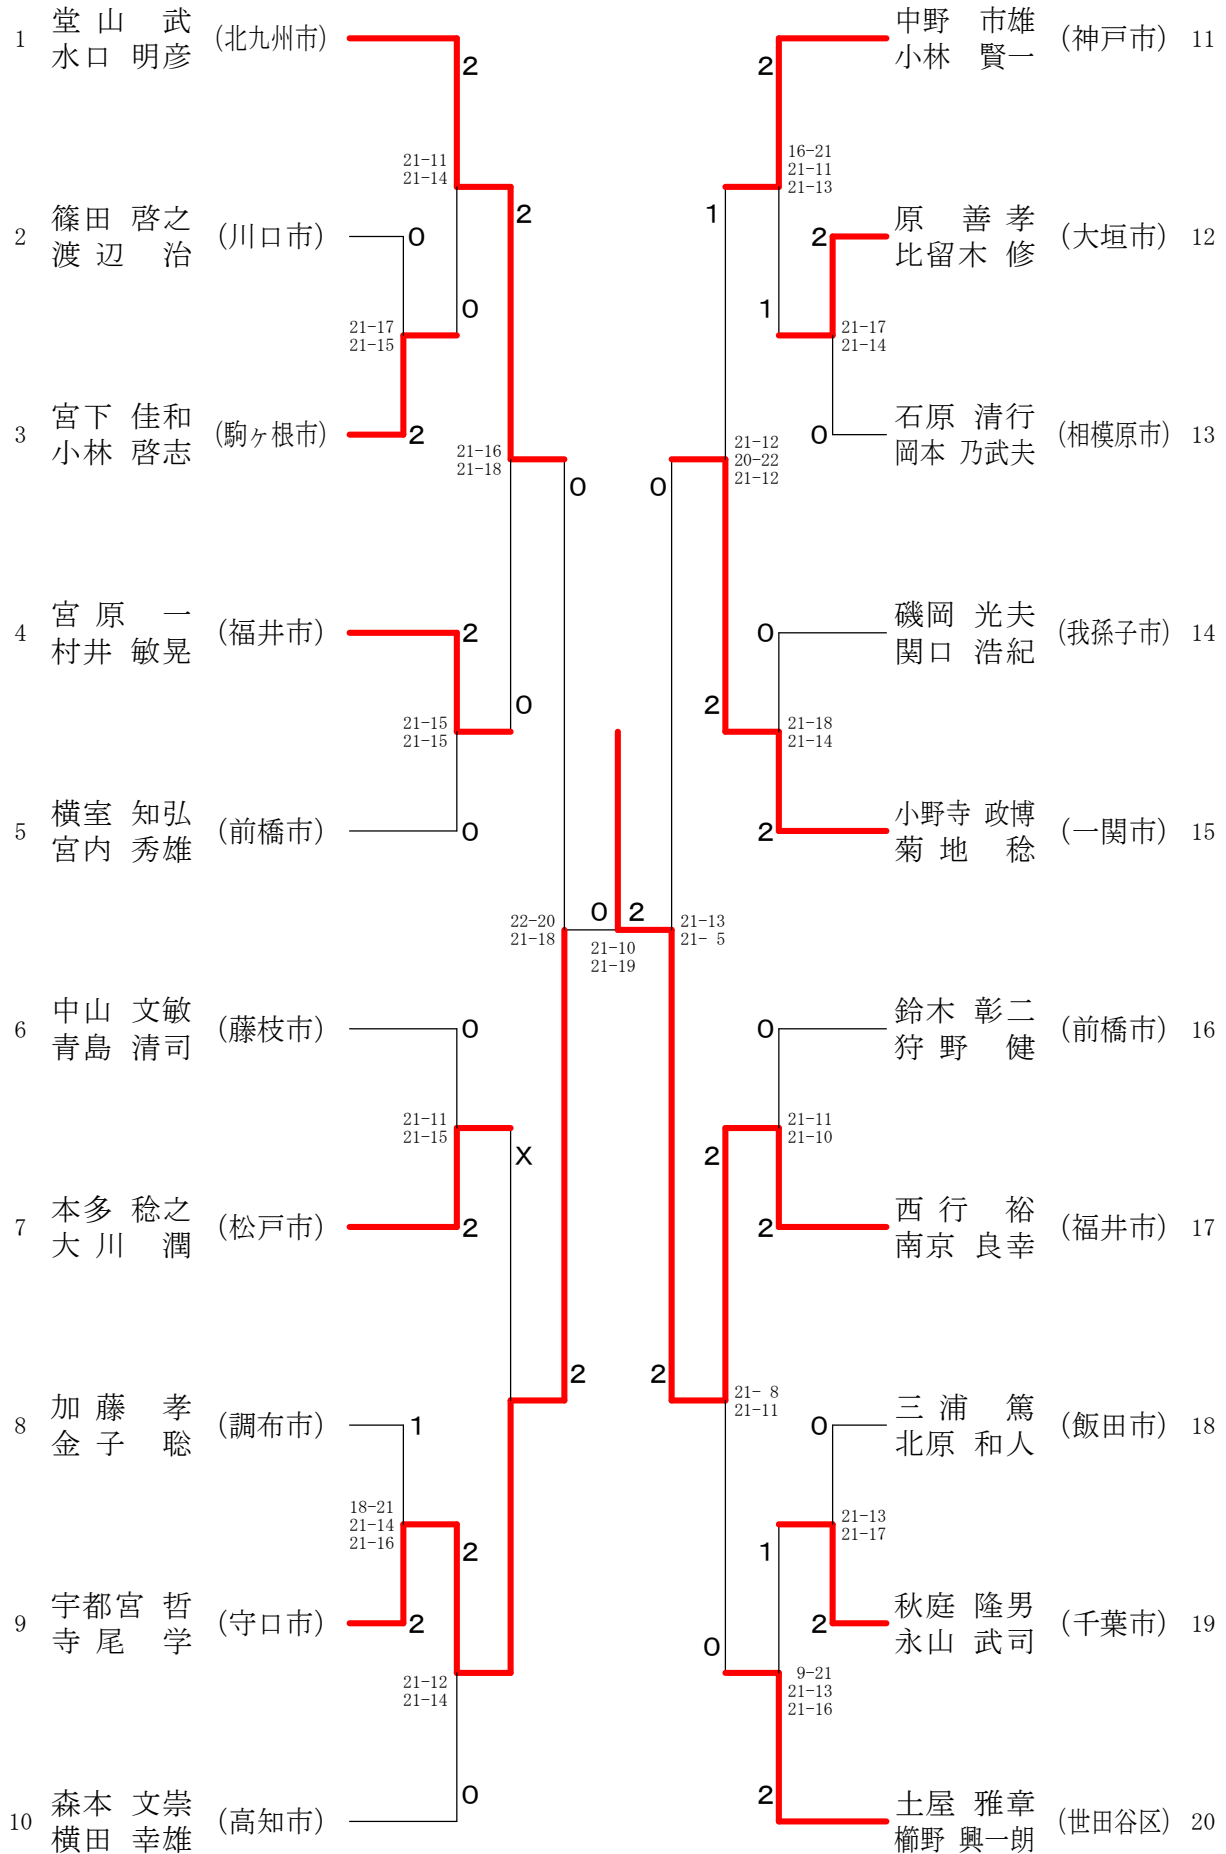 1 堂山 武 (北九州市)
水口 明彦
2
21-11
21-14
2
2 篠田 啓之 (川口市)
渡辺 治
0
0
21-17
21-15
3 宮下 佳和 (駒ヶ根市)
小林 啓志
2
21-16
21-18
0
4 宮原 一 (福井市)
村井 敏晃
2
0
21-15
21-15
5 横室 知弘 (前橋市)
宮内 秀雄
0
22-20
21-18
0 2
21-10
21-19
6 中山 文敏 (藤枝市)
青島 清司
0
21-11
21-15
X
7 本多 稔之 (松戸市)
大川 潤
2
2
8 加藤 孝 (調布市)
金子 聡
1
18-21
21-14
21-16
2
9 宇都宮 哲 (守口市)
寺尾 学
2
21-12
21-14
10 森本 文崇 (高知市)
横田 幸雄
0
中野 市雄 (神戸市) 11
小林 賢一
2
16-21
21-11
21-13
1
原 善孝 (大垣市) 12
比留木 修
2
1
21-17
21-14
石原 清行 (相模原市) 13
岡本 乃武夫
0
21-12
20-22
21-12
0
磯岡 光夫 (我孫子市) 14
関口 浩紀
0
2
21-18
21-14
小野寺 政博 (一関市) 15
菊地 稔
2
21-13
21- 5
鈴木 彰二 (前橋市) 16
狩野 健
0
21-11
21-10
2
西行 裕 (福井市) 17
南京 良幸
2
2
21- 8
21-11
三浦 篤 (飯田市) 18
北原 和人
0
21-13
21-17
1
秋庭 隆男 (千葉市) 19
永山 武司
2
0
9-21
21-13
21-16
土屋 雅章 (世田谷区) 20
櫛野 興一朗
2